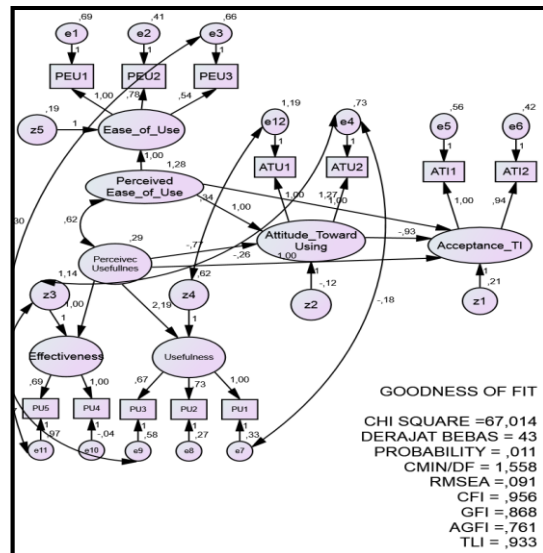 ,69 ,41 ,66
e1 e2 e3
1 1 1
PEU1 PEU2 PEU3
,19 1,00 ,78 ,54 1,19 ,73 ,56 ,42
z5 1 Ease_of_Use e12 e4 e5 e6
1 1 1 1
1,00 1,28 ATU1 ATU2 ATI1 ATI2
Perceived
Ease_of_Use ,34 1,00 1,27 1,00 1,00 ,94
30 ,62 ,29 Attitude_Toward
Using -,93 Acceptance_TI
Perceivec
Usefullnes -,77 -,26 1,00
1,14 ,62 1 1
z3 1,00 z4 2,19 -,12 -,18 ,21
1 1 z2 z1
Effectiveness Usefulness
,69 1,00 ,67 ,73 1,00
PU5 PU4 PU3 PU2 PU1
1 1 1 1 1
,97 -,04 ,58 ,27 ,33
e11 e10 e9 e8 e7
GOODNESS OF FIT
CHI SQUARE =67,014
DERAJAT BEBAS = 43
PROBABILITY = ,011
CMIN/DF = 1,558
RMSEA =,091
CFI =,956
GFI =,868
AGFI =,761
TLI = ,933